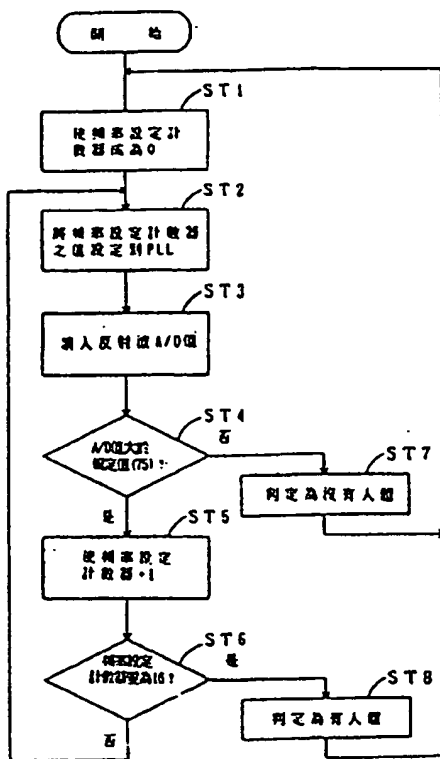 開 始
ST1
使頻率設定計
數器成為0
ST2
將頻率設定計數器
之值設定到PLL
ST3
輸入反射波A/D值
ST4
A/D值大於
規定值(75)?
否
是
ST7
判定為沒有人體
ST5
使頻率設定
計數器+1
ST6
頻率設定
計數器變為16?
是
否
ST8
判定為有人體